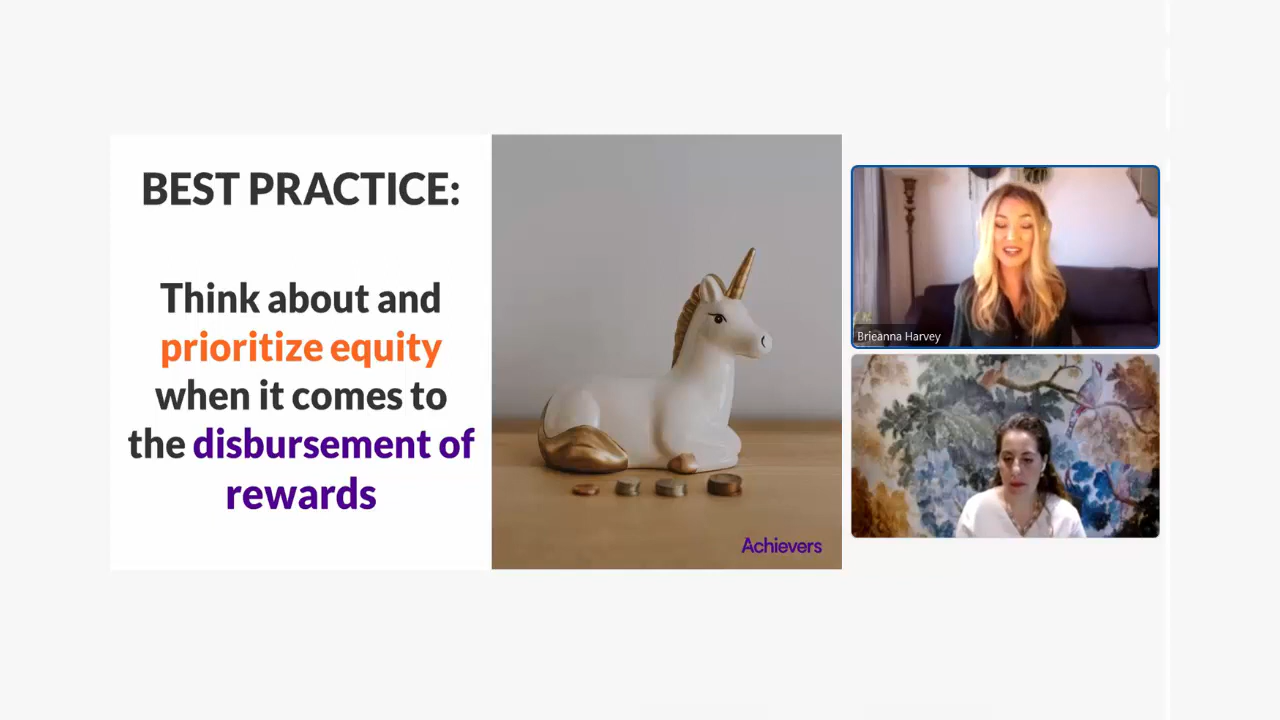 BEST PRACTICE:
Think about and
prioritize equity
when it comes to
the disbursement of
rewards
Achievers
Brieanna Harvey